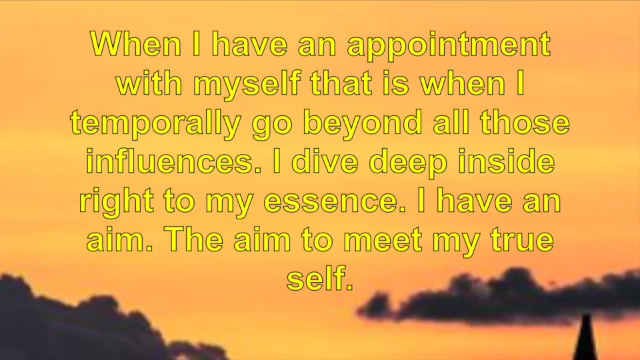 When I have an appointment
with myself that is when I
temporally go beyond all those
influences. I dive deep inside
right to my essence. I have an
aim. The aim to meet my true
self.